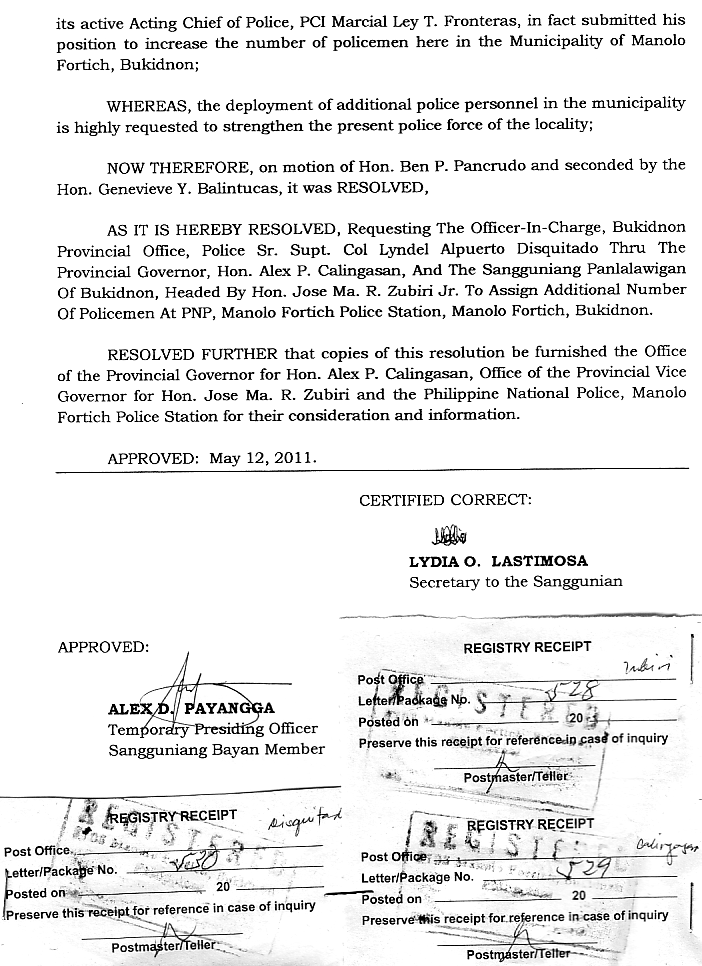 its active Acting Chief of Police, PCI Marcial Ley T. Fronteras, in fact submitted his
position to increase the number of policemen here in the Municipality of Manolo
Fortich, Bukidnon;
WHEREAS, the deployment of additional police personnel in the municipality
is highly requested to strengthen the present police force of the locality;
NOW THEREFORE, on motion of Hon. Ben P. Pancrudo and seconded by the
Hon. Genevieve Y. Balintucas, it was RESOLVED,
AS IT IS HEREBY RESOLVED, Requesting The Officer-In-Charge, Bukidnon
Provincial Office, Police Sr. Supt. Col Lyndel Alpuerto Disquitado Thru The
Provincial Governor, Hon. Alex P. Calingasan, And The Sangguniang Panlalawigan
Of Bukidnon, Headed By Hon. Jose Ma. R. Zubiri Jr. To Assign Additional Number
Of Policemen At PNP, Manolo Fortich Police Station, Manolo Fortich, Bukidnon.
RESOLVED FURTHER that copies of this resolution be furnished the Office
of the Provincial Governor for Hon. Alex P. Calingasan, Office of the Provincial Vice
Governor for Hon. Jose Ma. R. Zubiri and the Philippine National Police, Manolo
Fortich Police Station for their consideration and information.
APPROVED: May 12, 2011.
CERTIFIED CORRECT:
LYDIA O. LASTIMOSA
Secretary to the Sanggunian
APPROVED:
ALEX D. PAYANGGA
Temporary Presiding Officer
Sangguniang Bayan Member
REGISTRY RECEIPT
Zubiri
Post Office
Letter/Package No. 528
REGISTERED
Posted on 20
Preserve this receipt for reference in case of inquiry
Postmaster/Teller
REGISTRY RECEIPT
Disquitad
REGISTERED
Post Office
Letter/Package No.
Posted on 20
Preserve this receipt for reference in case of inquiry
Postmaster/Teller
REGISTRY RECEIPT
REGISTERED
Calingasan
Post Office
Letter/Package No. 529
Posted on 20
Preserve this receipt for reference in case of inquiry
Postmaster/Teller